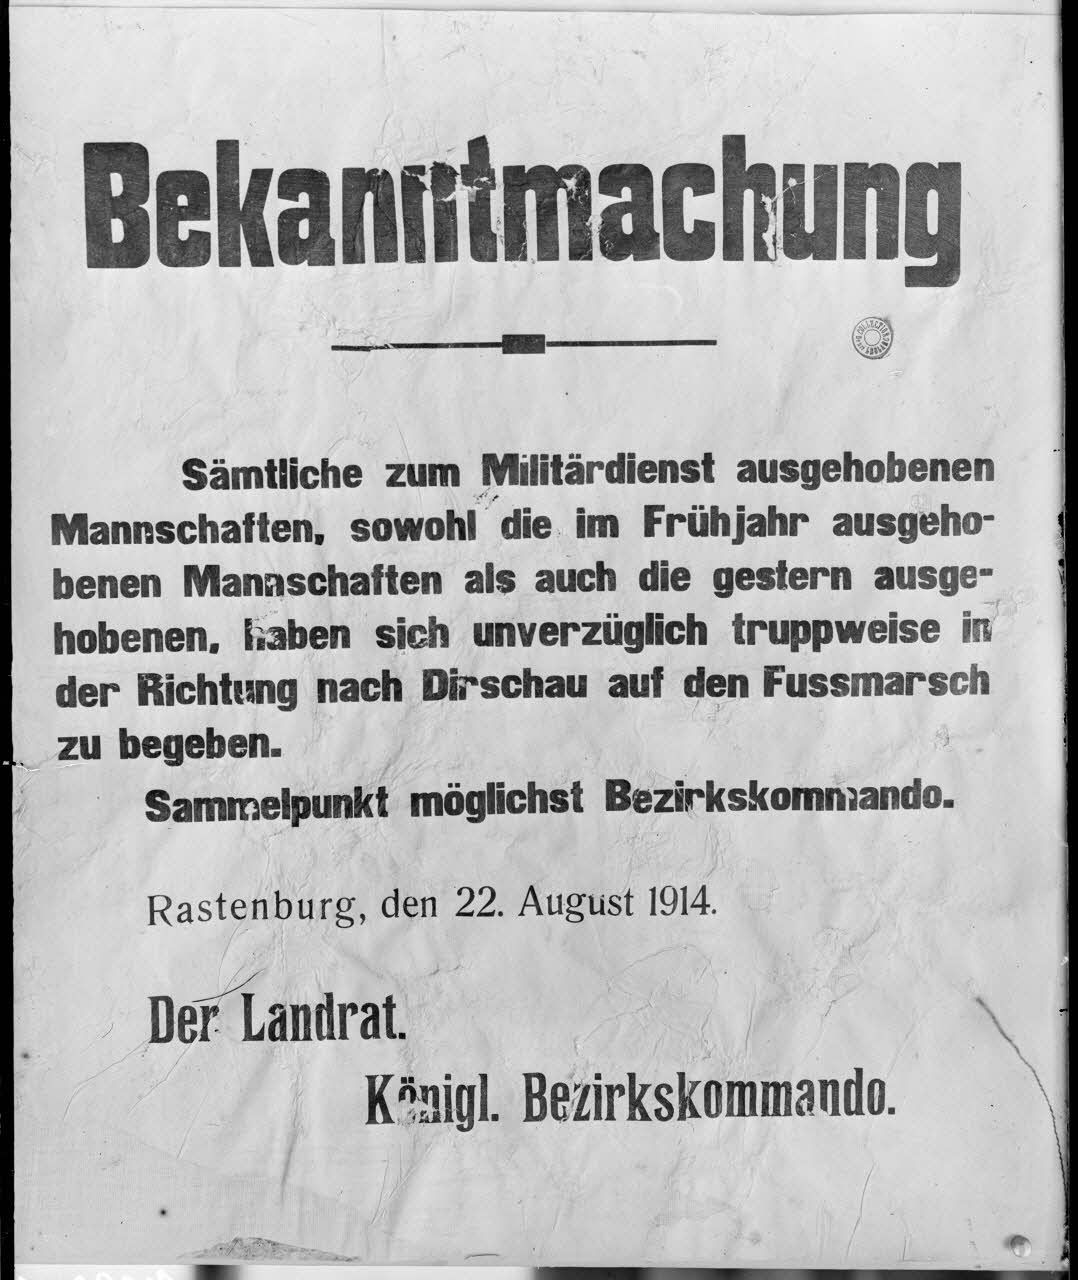 Bekanntmachung
COLLECTION
Sämtliche zum Militärdienst ausgehobenen
Mannschaften, sowohl die im Frühjahr ausgeho-
benen Mannschaften als auch die gestern ausge-
hobenen, haben sich unverzüglich truppweise in
der Richtung nach Dirschau auf den Fussmarsch
zu begeben.
Sammelpunkt möglichst Bezirkskommando.
Rastenburg, den 22. August 1914.
Der Landrat.
Königl. Bezirkskommando.